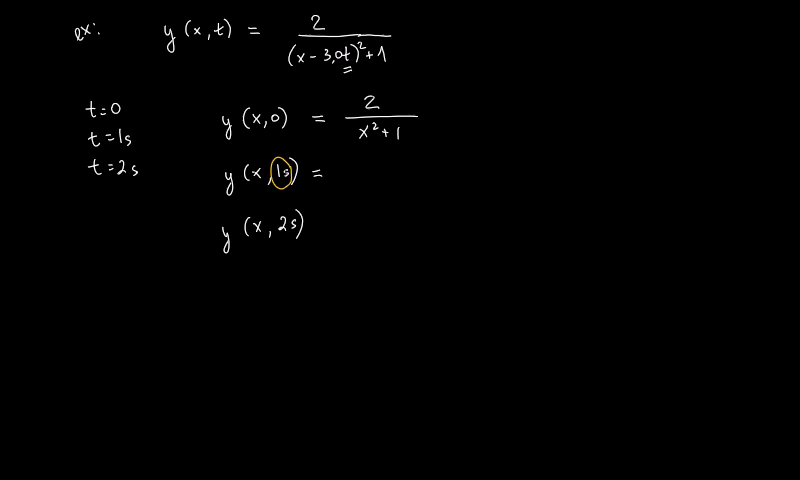 ex: y(x,t) = 2 / ((x - 3,0t)² + 1)
t=0 y(x,0) = 2 / (x² + 1)
t=1s y(x,1s) =
t=2s y(x,2s)